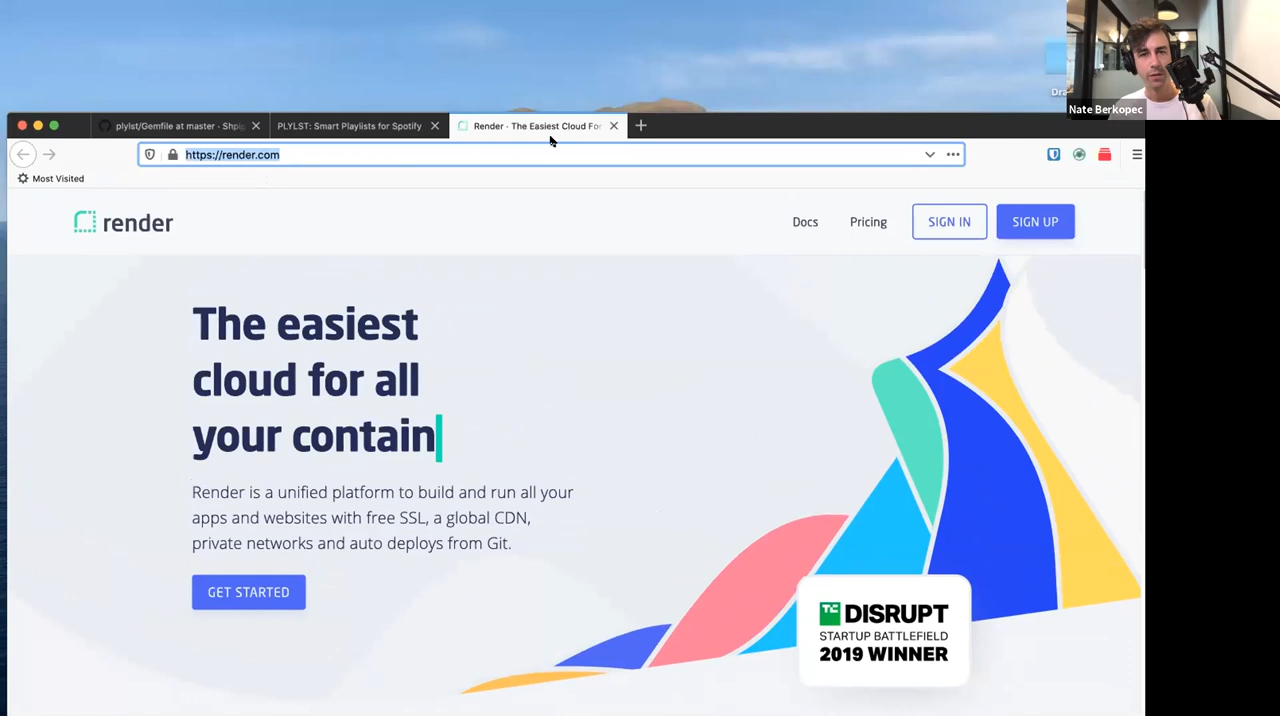 Dra
Nate Berkopec
plylst/Gemfile at master · Shpi
PLYLST: Smart Playlists for Spotify
Render · The Easiest Cloud For
https://render.com
Most Visited
render
Docs
Pricing
SIGN IN
SIGN UP
The easiest
cloud for all
your contain
Render is a unified platform to build and run all your
apps and websites with free SSL, a global CDN,
private networks and auto deploys from Git.
GET STARTED
TC DISRUPT
STARTUP BATTLEFIELD
2019 WINNER